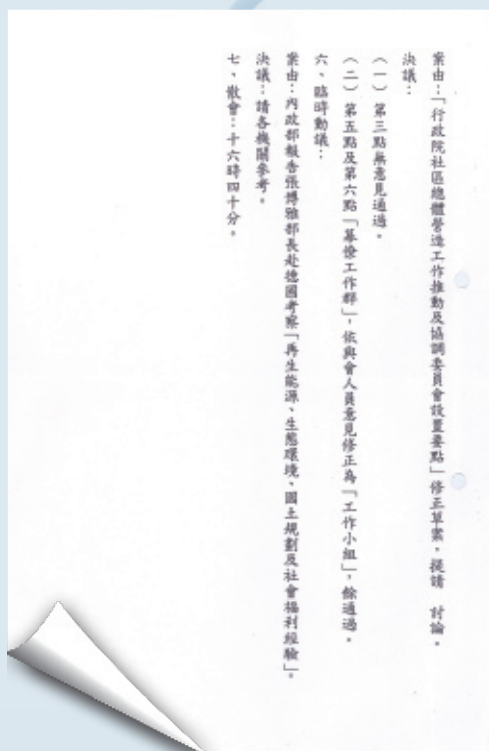 案由：「行政院社區總體營造工作推動及協調委員會設置要點」修正草案，提請　討論。
決議：
（一）第三點無意見通過。
（二）第五點及第六點「幕僚工作群」，依與會人員意見修正為「工作小組」，餘通過。
六、臨時動議：
案由：內政部報告張博雅部長赴德國考察「再生能源、生態環境、國土規劃及社會福利經驗」。
決議：請各機關參考。
七、散會：十六時四十分。